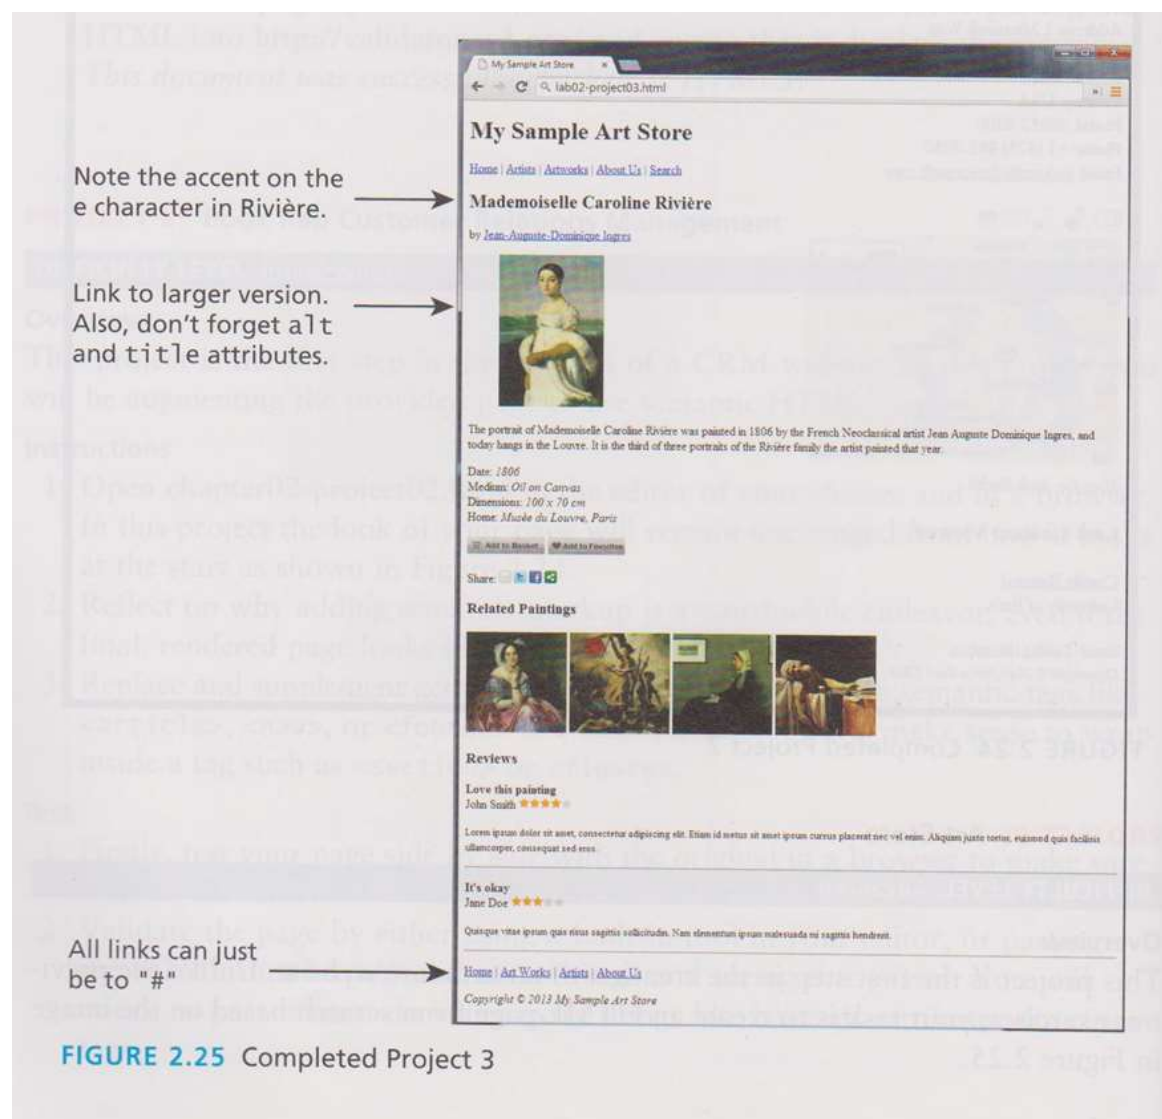 My Sample Art Store
lab02-project03.html
My Sample Art Store
Home | Artists | Artworks | About Us | Search
Note the accent on the
e character in Rivière.
Mademoiselle Caroline Rivière
by Jean-Auguste-Dominique Ingres
Link to larger version.
Also, don't forget alt
and title attributes.
The portrait of Mademoiselle Caroline Rivière was painted in 1806 by the French Neoclassical artist Jean Auguste Dominique Ingres, and
today hangs in the Louvre. It is the third of three portraits of the Rivière family the artist painted that year.
Date: 1806
Medium: Oil on Canvas
Dimensions: 100 x 70 cm
Home: Musée du Louvre, Paris
Add to Basket Add to Favorites
Share:
Related Paintings
Reviews
Love this painting
John Smith
Lorem ipsum dolor sit amet, consectetur adipiscing elit. Etiam id metus sit amet ipsum cursus placerat nec vel enim. Aliquam justo tortor, euismod quis facilisis
ullamcorper, consequat sed eros.
It's okay
Jane Doe
Quisque vitae ipsum quis risus sagittis sollicitudin. Nam elementum ipsum malesuada mi sagittis hendrerit.
All links can just
be to "#"
Home | Art Works | Artists | About Us
Copyright © 2013 My Sample Art Store
FIGURE 2.25 Completed Project 3